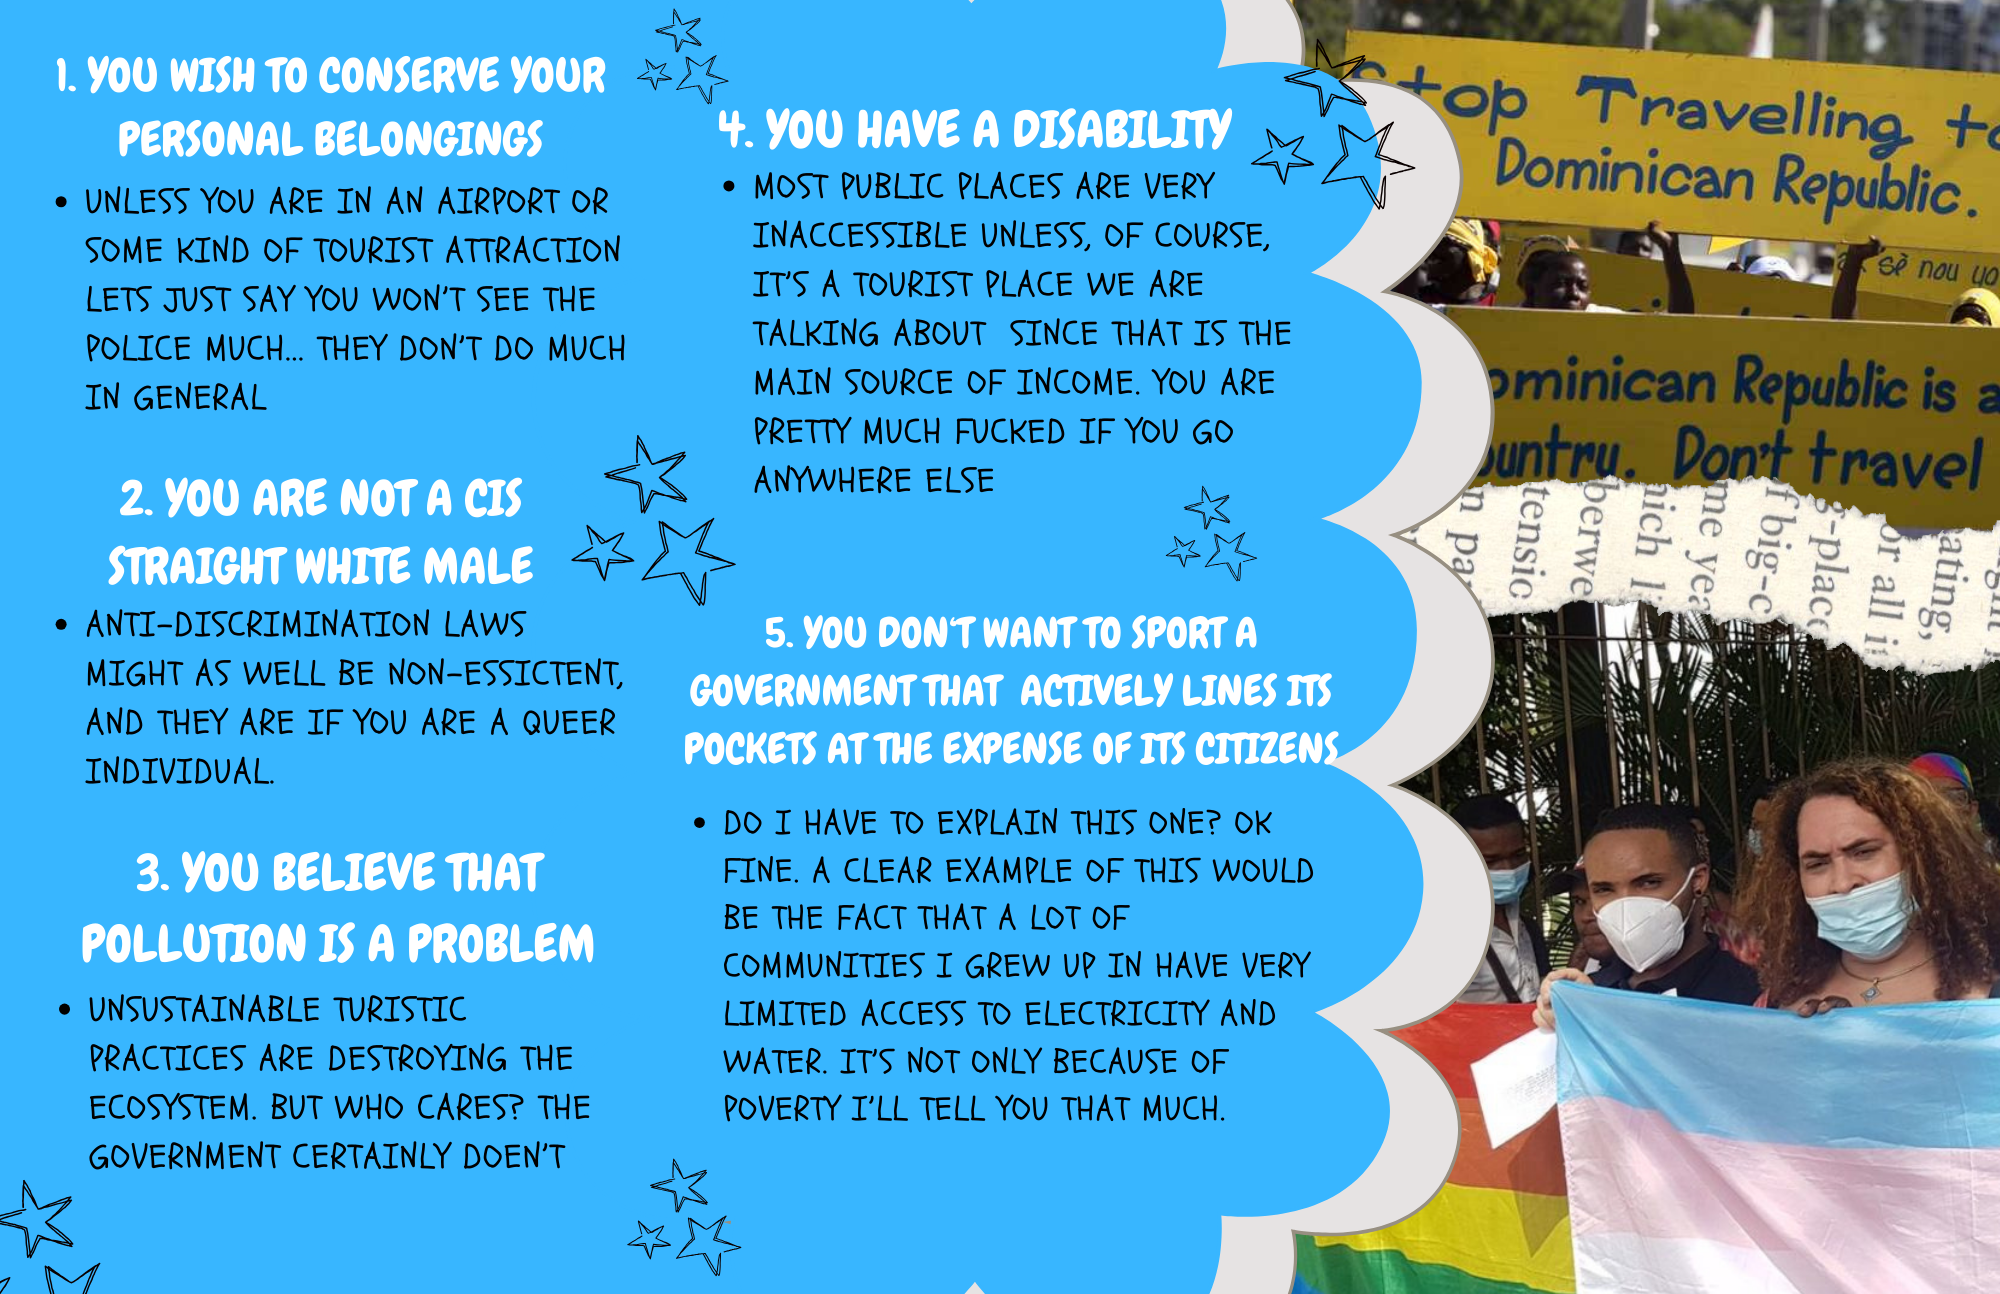 1. YOU WISH TO CONSERVE YOUR
PERSONAL BELONGINGS
• UNLESS YOU ARE IN AN AIRPORT OR
SOME KIND OF TOURIST ATTRACTION
LETS JUST SAY YOU WON'T SEE THE
POLICE MUCH... THEY DON'T DO MUCH
IN GENERAL
2. YOU ARE NOT A CIS
STRAIGHT WHITE MALE
• ANTI-DISCRIMINATION LAWS
MIGHT AS WELL BE NON-ESSICTENT,
AND THEY ARE IF YOU ARE A QUEER
INDIVIDUAL.
3. YOU BELIEVE THAT
POLLUTION IS A PROBLEM
• UNSUSTAINABLE TURISTIC
PRACTICES ARE DESTROYING THE
ECOSYSTEM. BUT WHO CARES? THE
GOVERNMENT CERTAINLY DOEN'T
4. YOU HAVE A DISABILITY
• MOST PUBLIC PLACES ARE VERY
INACCESSIBLE UNLESS, OF COURSE,
IT'S A TOURIST PLACE WE ARE
TALKING ABOUT SINCE THAT IS THE
MAIN SOURCE OF INCOME. YOU ARE
PRETTY MUCH FUCKED IF YOU GO
ANYWHERE ELSE
5. YOU DON'T WANT TO SPORT A
GOVERNMENT THAT ACTIVELY LINES ITS
POCKETS AT THE EXPENSE OF ITS CITIZENS
• DO I HAVE TO EXPLAIN THIS ONE? OK
FINE. A CLEAR EXAMPLE OF THIS WOULD
BE THE FACT THAT A LOT OF
COMMUNITIES I GREW UP IN HAVE VERY
LIMITED ACCESS TO ELECTRICITY AND
WATER. IT'S NOT ONLY BECAUSE OF
POVERTY I'LL TELL YOU THAT MUCH.
Stop Travelling to
Dominican Republic.
sè nou yo
ominican Republic is a
ountry. Don't travel
n pa
tensic
berwe
nich li
me yea
f big-c
g-place
or all i
ating,